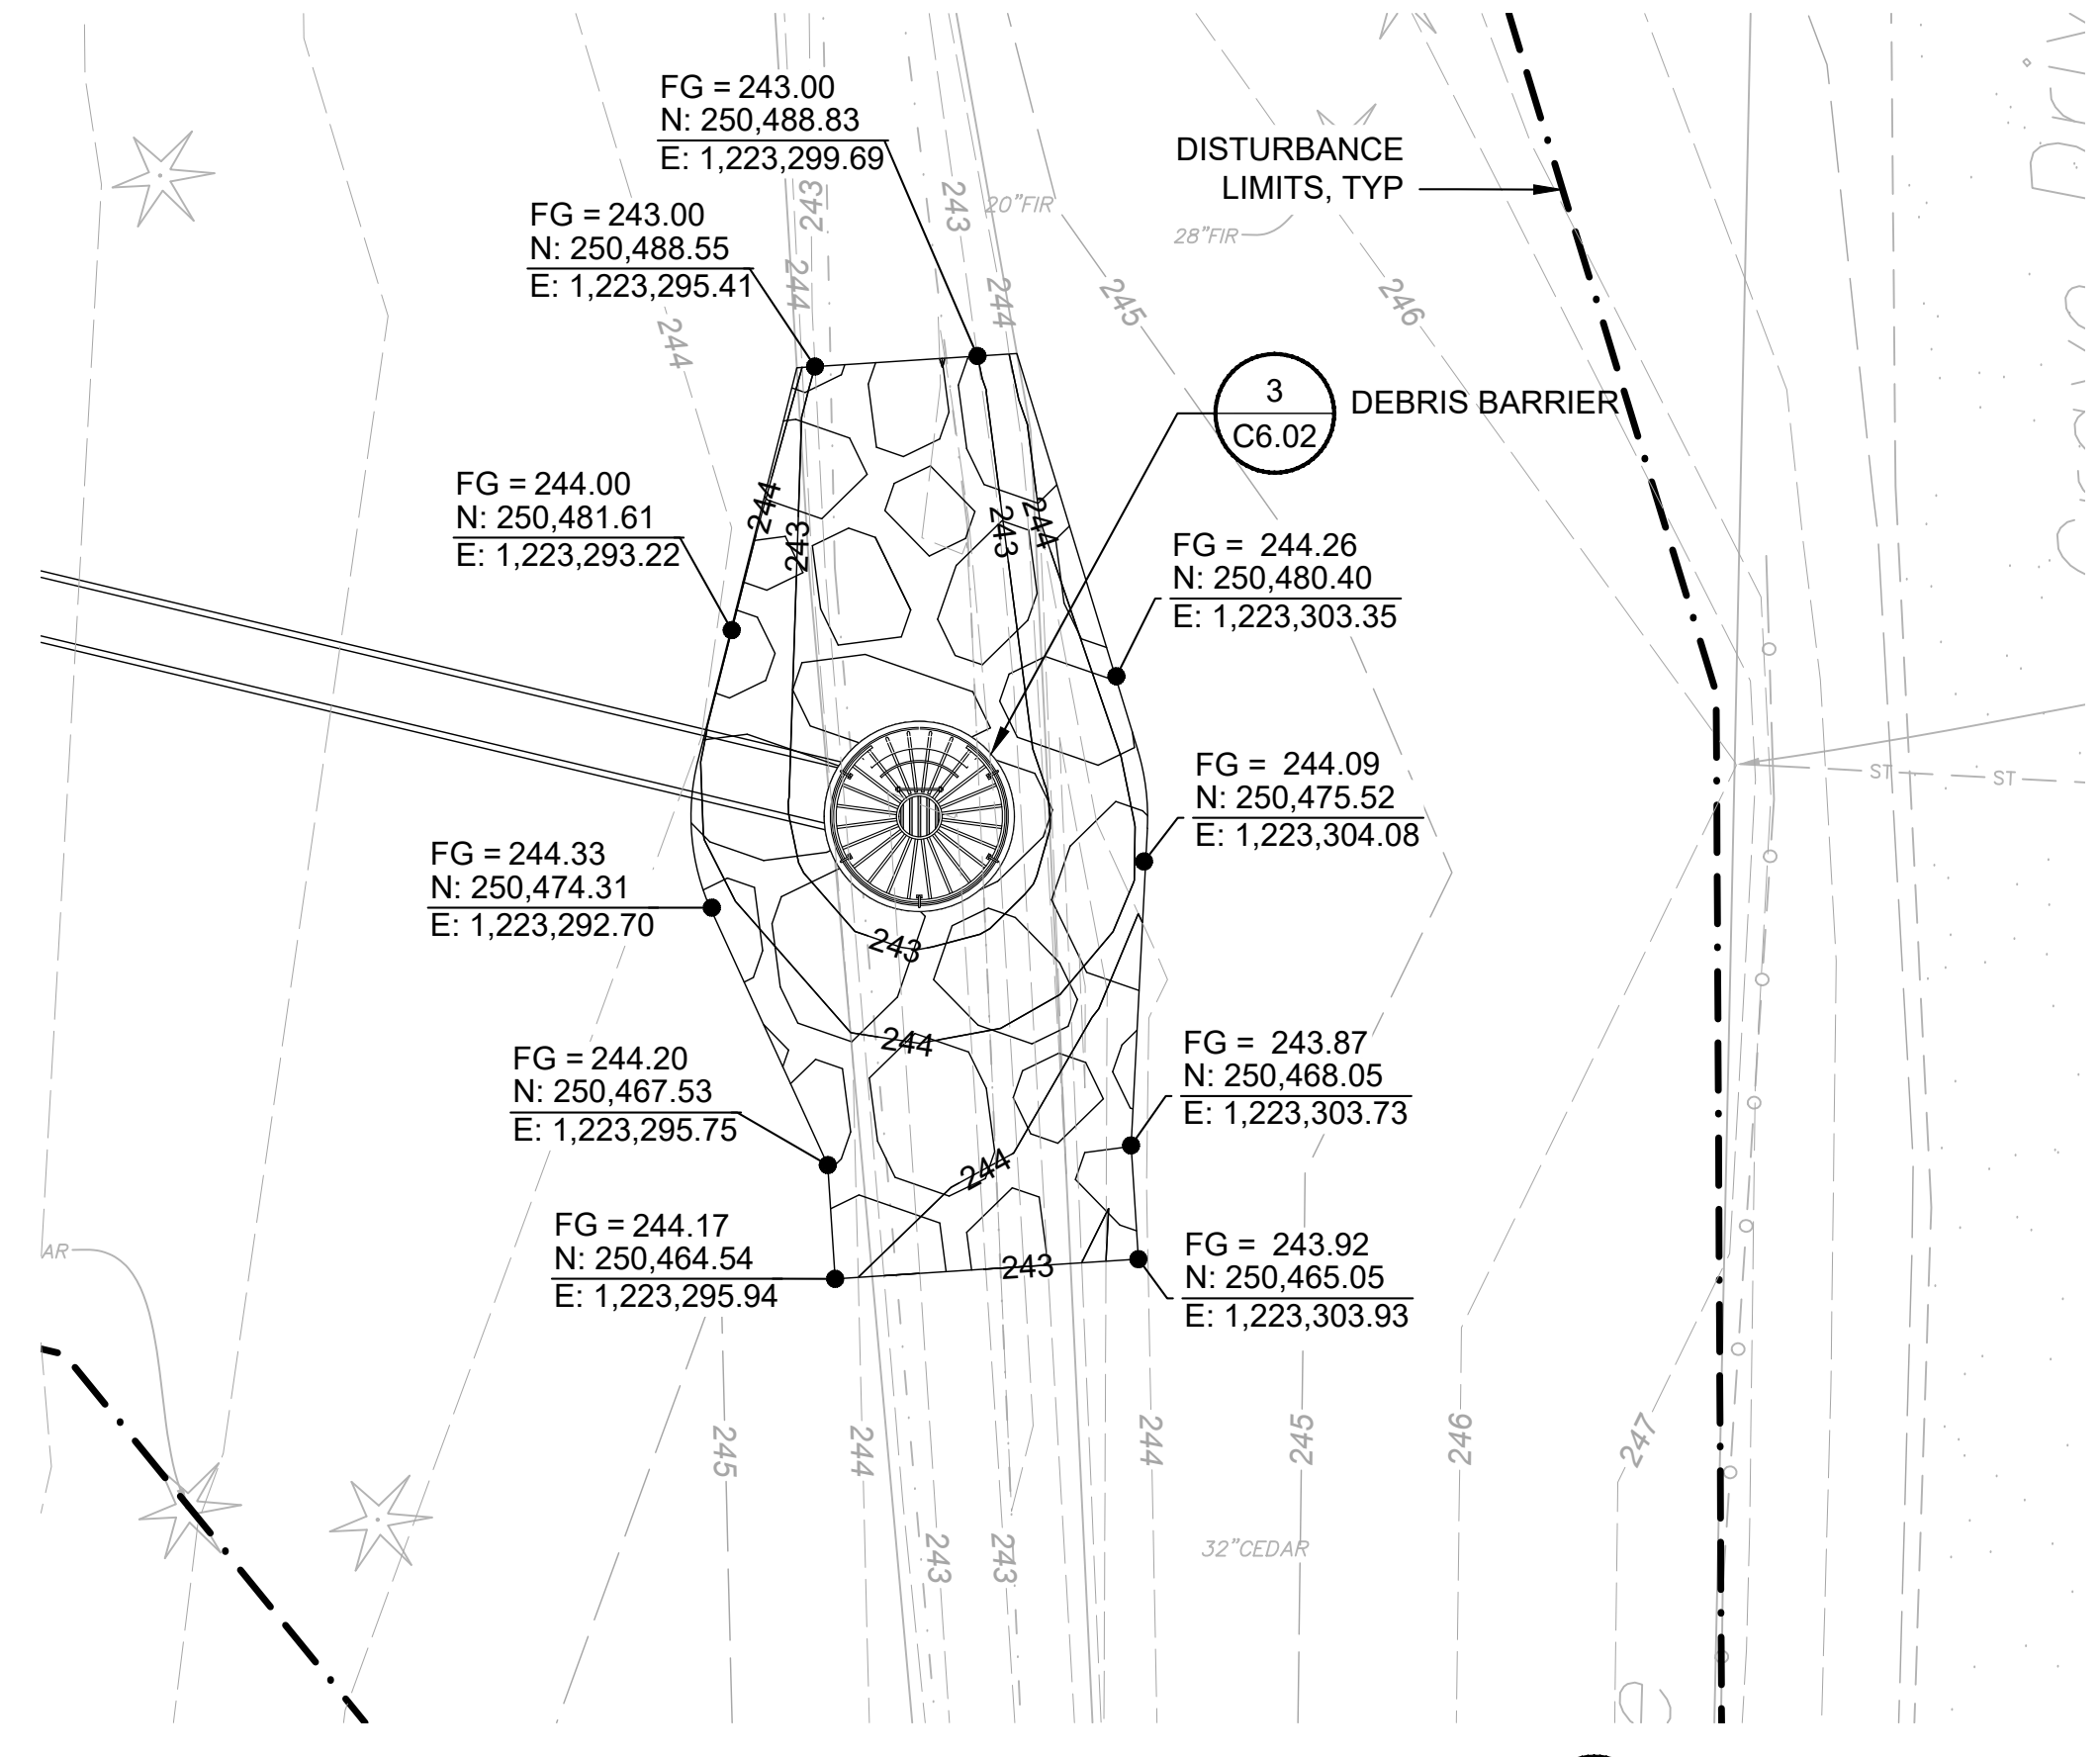 FG = 243.00
N: 250,488.83
E: 1,223,299.69
DISTURBANCE
LIMITS, TYP
FG = 243.00
N: 250,488.55
E: 1,223,295.41
243
243
20"FIR
28"FIR
244
244
245
246
244
3
C6.02
DEBRIS BARRIER
FG = 244.00
N: 250,481.61
E: 1,223,293.22
244
243
243
244
FG = 244.26
N: 250,480.40
E: 1,223,303.35
FG = 244.09
N: 250,475.52
E: 1,223,304.08
ST
ST
FG = 244.33
N: 250,474.31
E: 1,223,292.70
243
244
FG = 243.87
N: 250,468.05
E: 1,223,303.73
FG = 244.20
N: 250,467.53
E: 1,223,295.75
244
FG = 244.17
N: 250,464.54
E: 1,223,295.94
243
FG = 243.92
N: 250,465.05
E: 1,223,303.93
AR
245
244
244
245
246
247
243
243
32"CEDAR